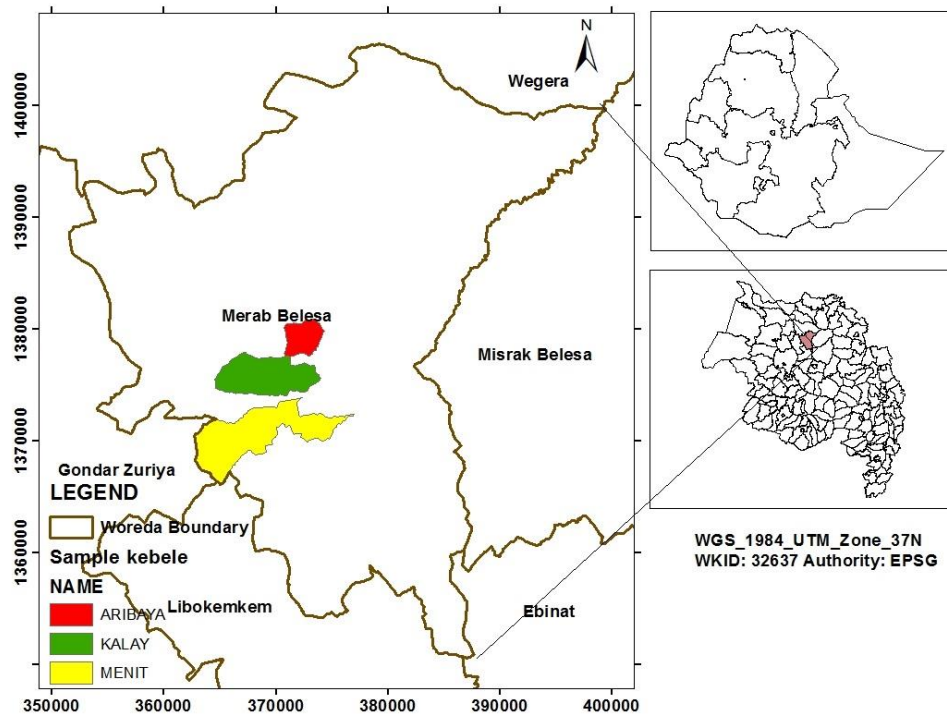 N
Wegera
Merab Belesa
Misrak Belesa
Gondar Zuriya
LEGEND
Woreda Boundary
Sample kebele
NAME
ARIBAYA
KALAY
MENIT
Libokemkem
Ebinat
1400000
1390000
1380000
1370000
1360000
350000 360000 370000 380000 390000 400000
WGS_1984_UTM_Zone_37N
WKID: 32637 Authority: EPSG